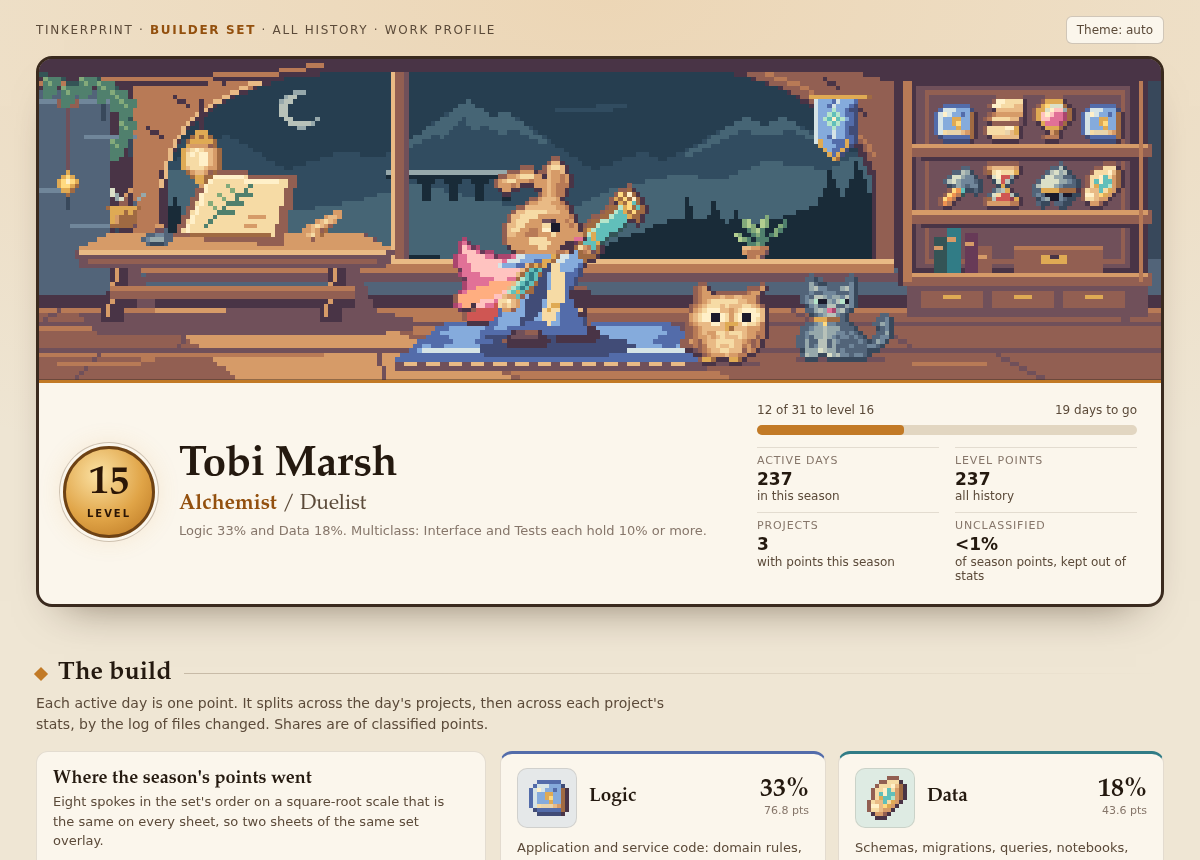 TINKERPRINT · BUILDER SET · ALL HISTORY · WORK PROFILE
Theme: auto
15
LEVEL
Tobi Marsh
Alchemist / Duelist
Logic 33% and Data 18%. Multiclass: Interface and Tests each hold 10% or more.
12 of 31 to level 16
19 days to go
ACTIVE DAYS
237
in this season
LEVEL POINTS
237
all history
PROJECTS
3
with points this season
UNCLASSIFIED
<1%
of season points, kept out of
stats
The build
Each active day is one point. It splits across the day's projects, then across each project's
stats, by the log of files changed. Shares are of classified points.
Where the season's points went
Eight spokes in the set's order on a square-root scale that is
the same on every sheet, so two sheets of the same set
overlay.
Logic
33%
76.8 pts
Application and service code: domain rules,
Data
18%
43.6 pts
Schemas, migrations, queries, notebooks,